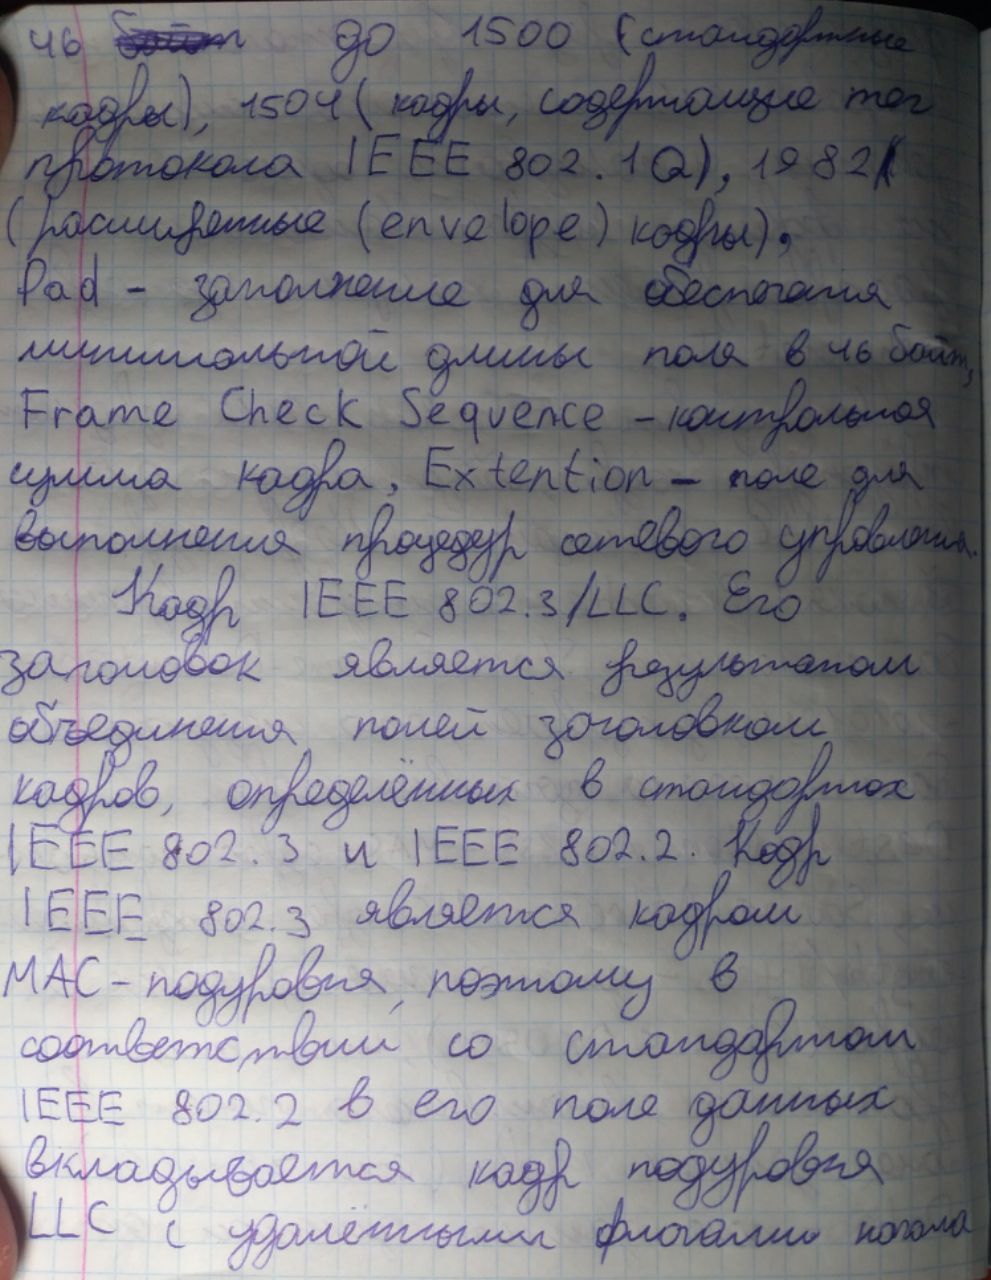 46 до 1500 (стандартные
кадры), 1504 (кадры, содержащие тег
протокола IEEE 802.1Q), 1982
(расширенные (envelope) кадры),
Pad - заполнение для обеспечания
минимальной длины поля в 46 байт,
Frame Check Sequence - контрольная
сумма кадра, Extention - поле для
выполнения процедур сетевого управления.
Кадр IEEE 802.3/LLC. Его
заголовок является результатом
объединения полей заголовком
кадров, определённых в стандартах
IEEE 802.3 и IEEE 802.2. Кадр
IEEE 802.3 является кадром
MAC-подуровня, поэтому в
соответствии со стандартом
IEEE 802.2 в его поле данных
вкладывается кадр подуровня
LLC с удалёнными флагами начала